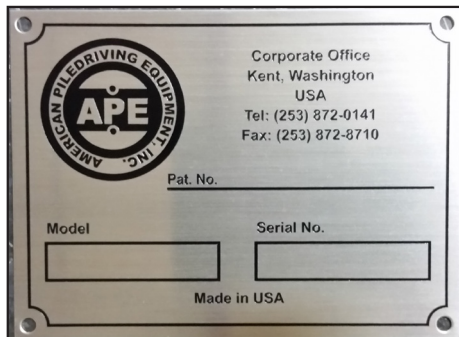 AMERICAN PILEDRIVING EQUIPMENT, INC.
APE
Corporate Office
Kent, Washington
USA
Tel: (253) 872-0141
Fax: (253) 872-8710
Pat. No.
Model
Serial No.
Made in USA